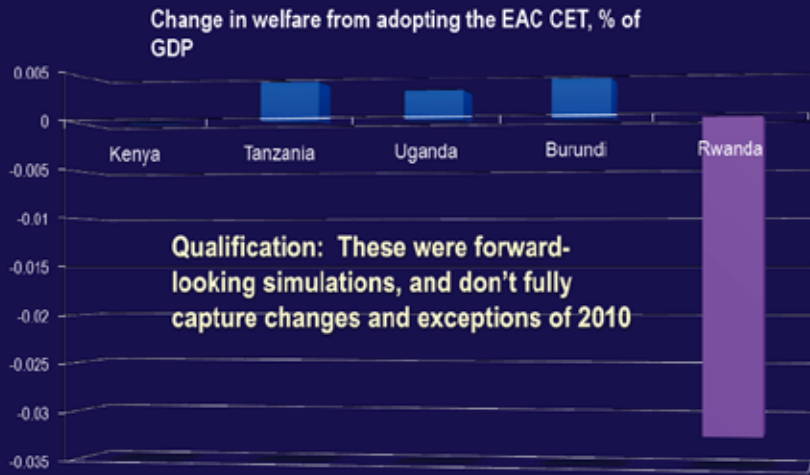 Change in welfare from adopting the EAC CET, % of
GDP
0.005
0
Kenya Tanzania Uganda Burundi Rwanda
-0.005
-0.01
Qualification: These were forward-
-0.015
looking simulations, and don't fully
-0.02
capture changes and exceptions of 2010
-0.025
-0.03
-0.035